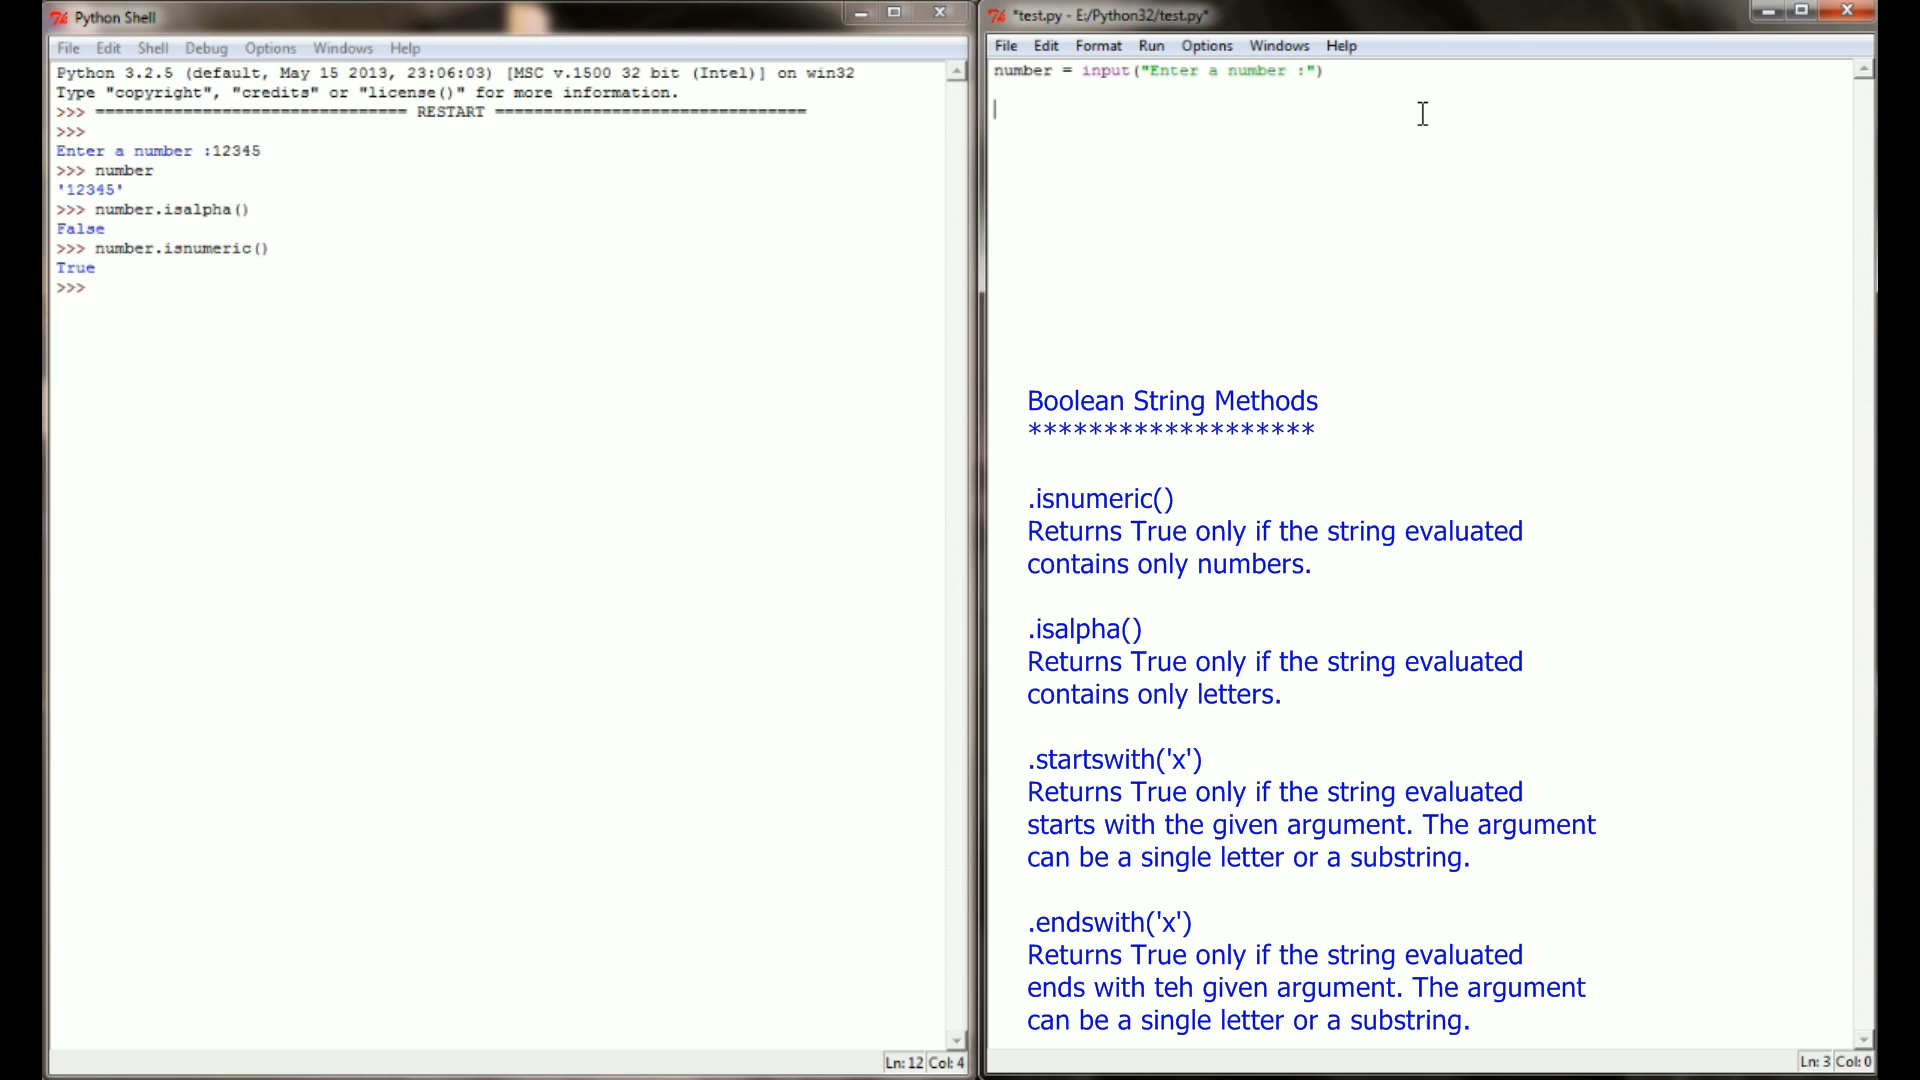 Python Shell
File Edit Shell Debug Options Windows Help
Python 3.2.5 (default, May 15 2013, 23:06:03) [MSC v.1500 32 bit (Intel)] on win32
Type "copyright", "credits" or "license()" for more information.
>>> ================================ RESTART ================================
>>>
Enter a number :12345
>>> number
'12345'
>>> number.isalpha()
False
>>> number.isnumeric()
True
>>>
Ln: 12 Col: 4
*test.py - E:/Python32/test.py*
File Edit Format Run Options Windows Help
number = input("Enter a number :")
Boolean String Methods
*******************
.isnumeric()
Returns True only if the string evaluated
contains only numbers.
.isalpha()
Returns True only if the string evaluated
contains only letters.
.startswith('x')
Returns True only if the string evaluated
starts with the given argument. The argument
can be a single letter or a substring.
.endswith('x')
Returns True only if the string evaluated
ends with teh given argument. The argument
can be a single letter or a substring.
Ln: 3 Col: 0